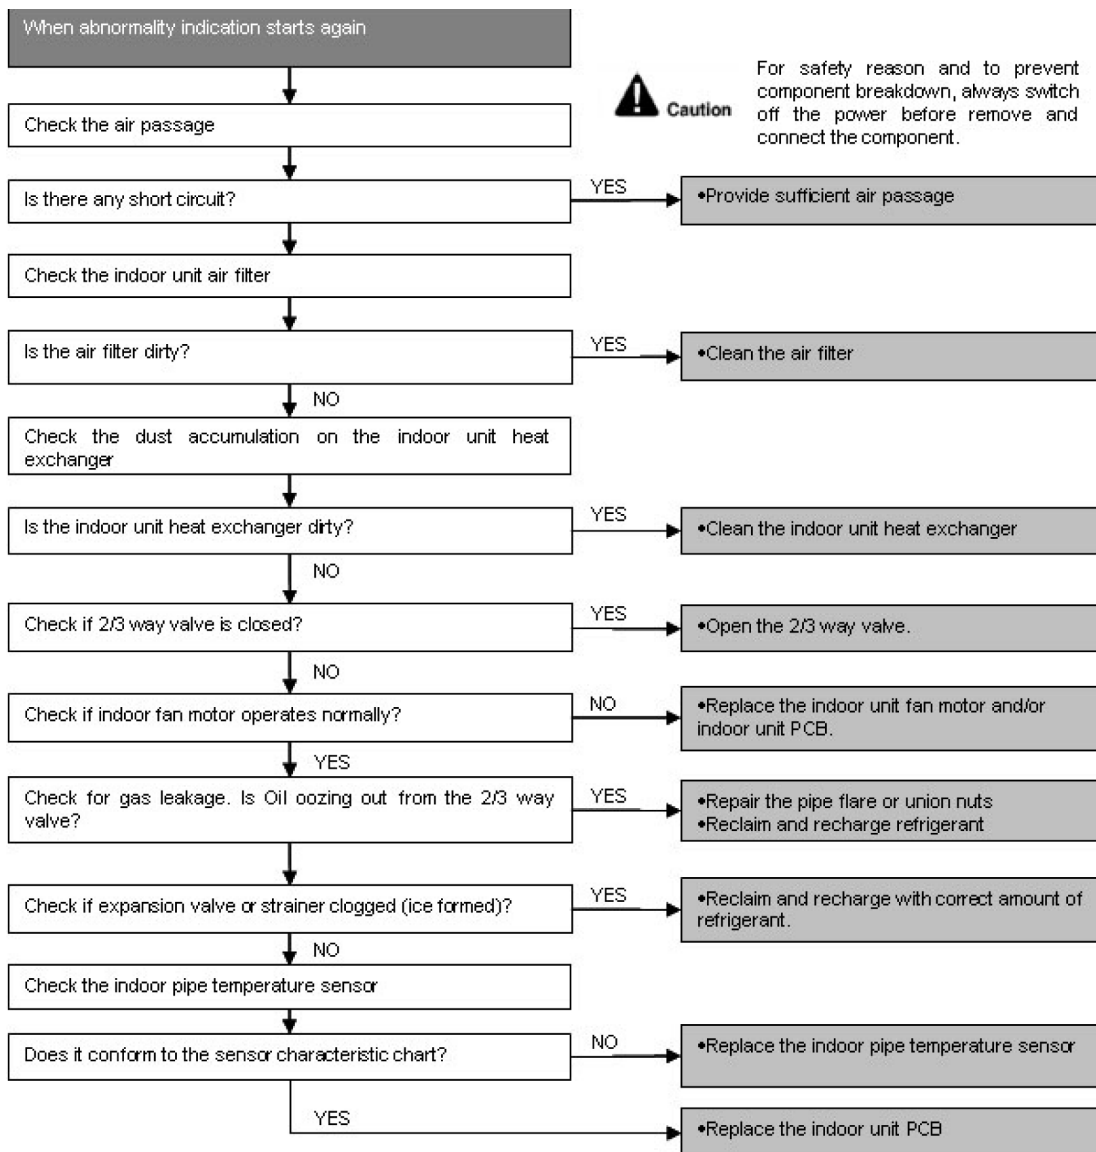 When abnormality indication starts again
For safety reason and to prevent
component breakdown, always switch
off the power before remove and
connect the component.
Caution
Check the air passage
Is there any short circuit?
YES
•Provide sufficient air passage
Check the indoor unit air filter
Is the air filter dirty?
YES
•Clean the air filter
NO
Check the dust accumulation on the indoor unit heat
exchanger
Is the indoor unit heat exchanger dirty?
YES
•Clean the indoor unit heat exchanger
NO
Check if 2/3 way valve is closed?
YES
•Open the 2/3 way valve.
NO
Check if indoor fan motor operates normally?
NO
•Replace the indoor unit fan motor and/or
indoor unit PCB.
YES
Check for gas leakage. Is Oil oozing out from the 2/3 way
valve?
YES
•Repair the pipe flare or union nuts
•Reclaim and recharge refrigerant
Check if expansion valve or strainer clogged (ice formed)?
YES
•Reclaim and recharge with correct amount of
refrigerant.
NO
Check the indoor pipe temperature sensor
Does it conform to the sensor characteristic chart?
NO
•Replace the indoor pipe temperature sensor
YES
•Replace the indoor unit PCB